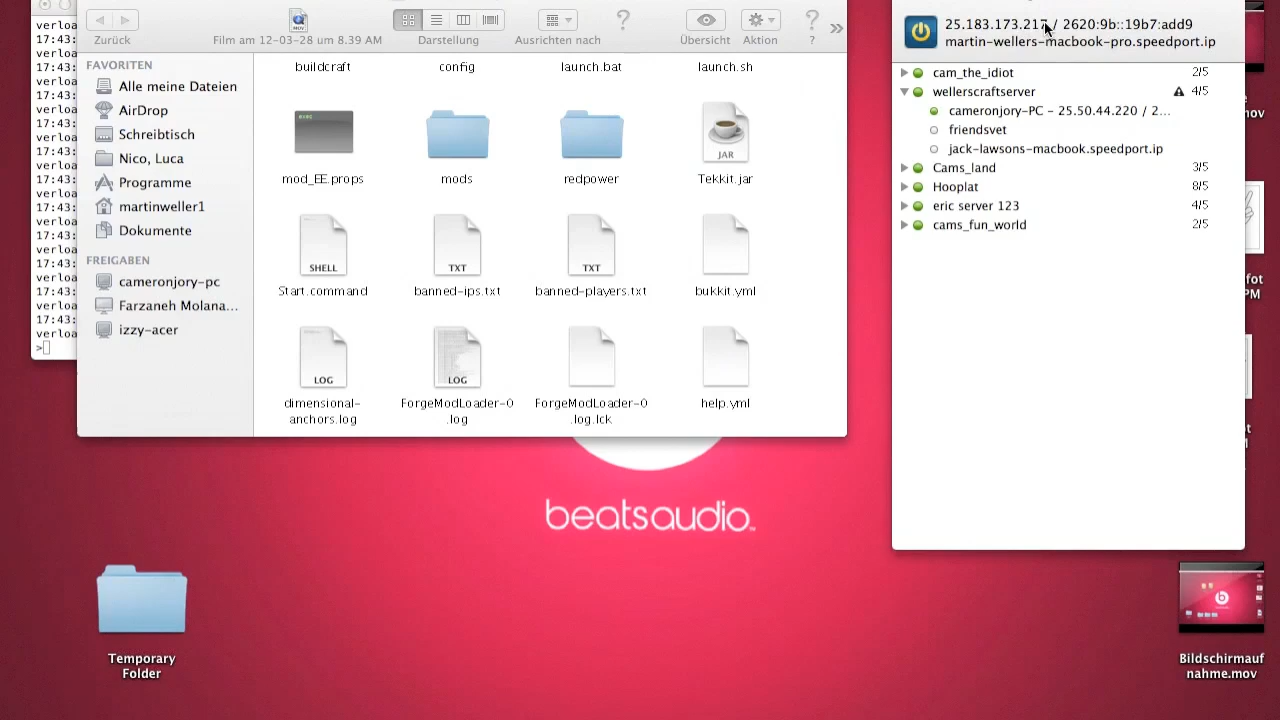 Zurück
Film am 12-03-28 um 8.39 AM
Darstellung
Ausrichten nach
?
Übersicht
Aktion
?
FAVORITEN
Alle meine Dateien
AirDrop
Schreibtisch
Nico, Luca
Programme
martinweller1
Dokumente
FREIGABEN
cameronjory-pc
Farzaneh Molana...
izzy-acer
buildcraft
config
launch.bat
launch.sh
mod_EE.props
mods
redpower
JAR
Tekkit.jar
SHELL
Start.command
TXT
banned-ips.txt
TXT
banned-players.txt
bukkit.yml
LOG
dimensional-
anchors.log
LOG
ForgeModLoader-0
.log
ForgeModLoader-0
.log.lck
help.yml
25.183.173.217 / 2620:9b::19b7:add9
martin-wellers-macbook-pro.speedport.ip
cam_the_idiot 2/5
wellerscraftserver 4/5
cameronjory-PC - 25.50.44.220 / 2...
friendsvet
jack-lawsons-macbook.speedport.ip
Cams_land 3/5
Hooplat 8/5
eric server 123 4/5
cams_fun_world 2/5
beatsaudio
Temporary
Folder
Bildschirmauf
nahme.mov